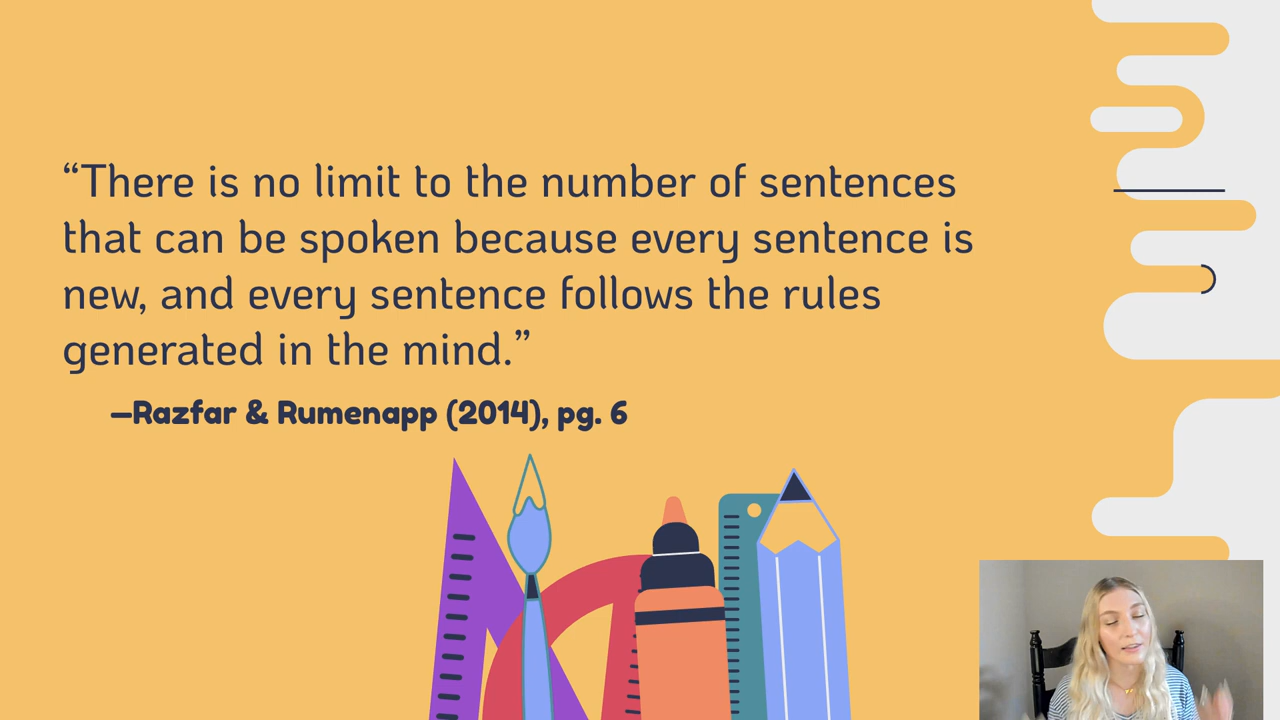 “There is no limit to the number of sentences
that can be spoken because every sentence is
new, and every sentence follows the rules
generated in the mind.”
—Razfar & Rumenapp (2014), pg. 6